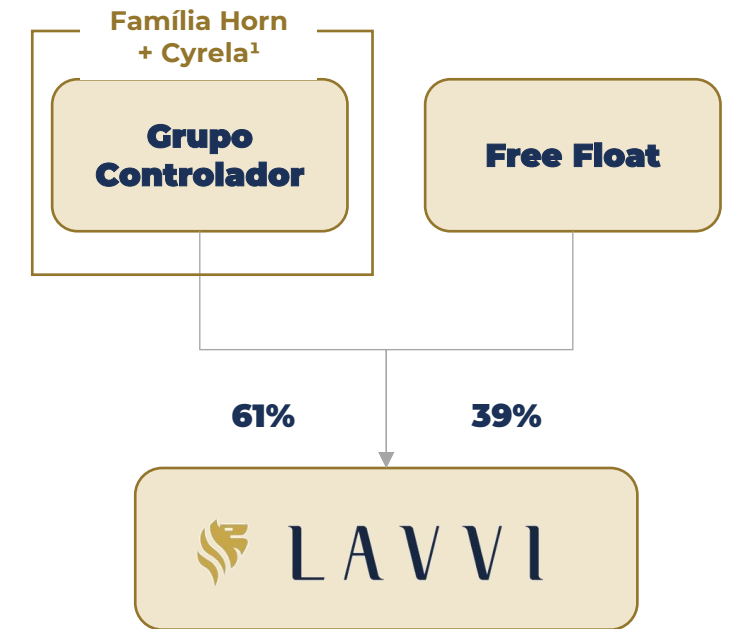 Família Horn
+ Cyrela¹
Grupo
Controlador
Free Float
61%
39%
LAVVI